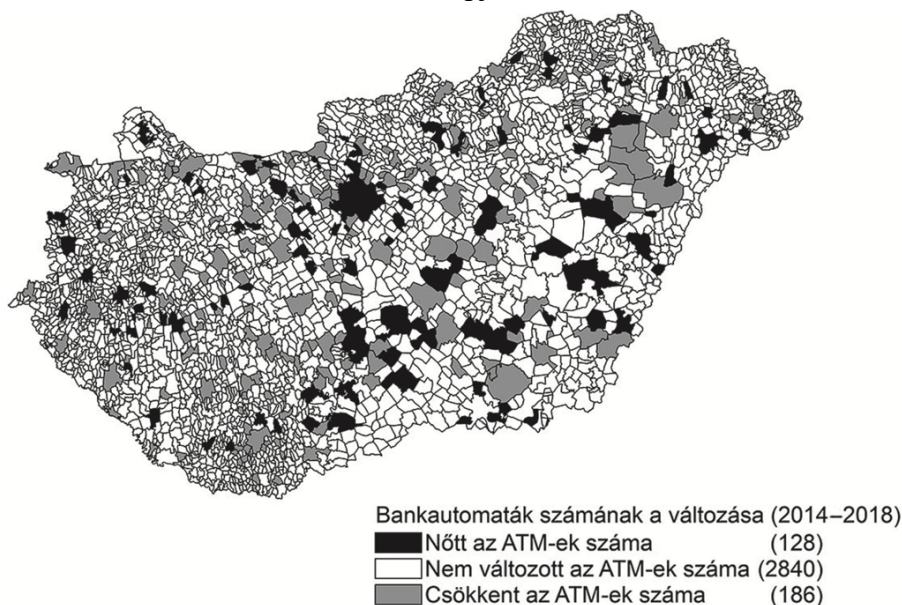 Bankautomaták számának a változása (2014–2018)
Nőtt az ATM-ek száma (128)
Nem változott az ATM-ek száma (2840)
Csökkent az ATM-ek száma (186)